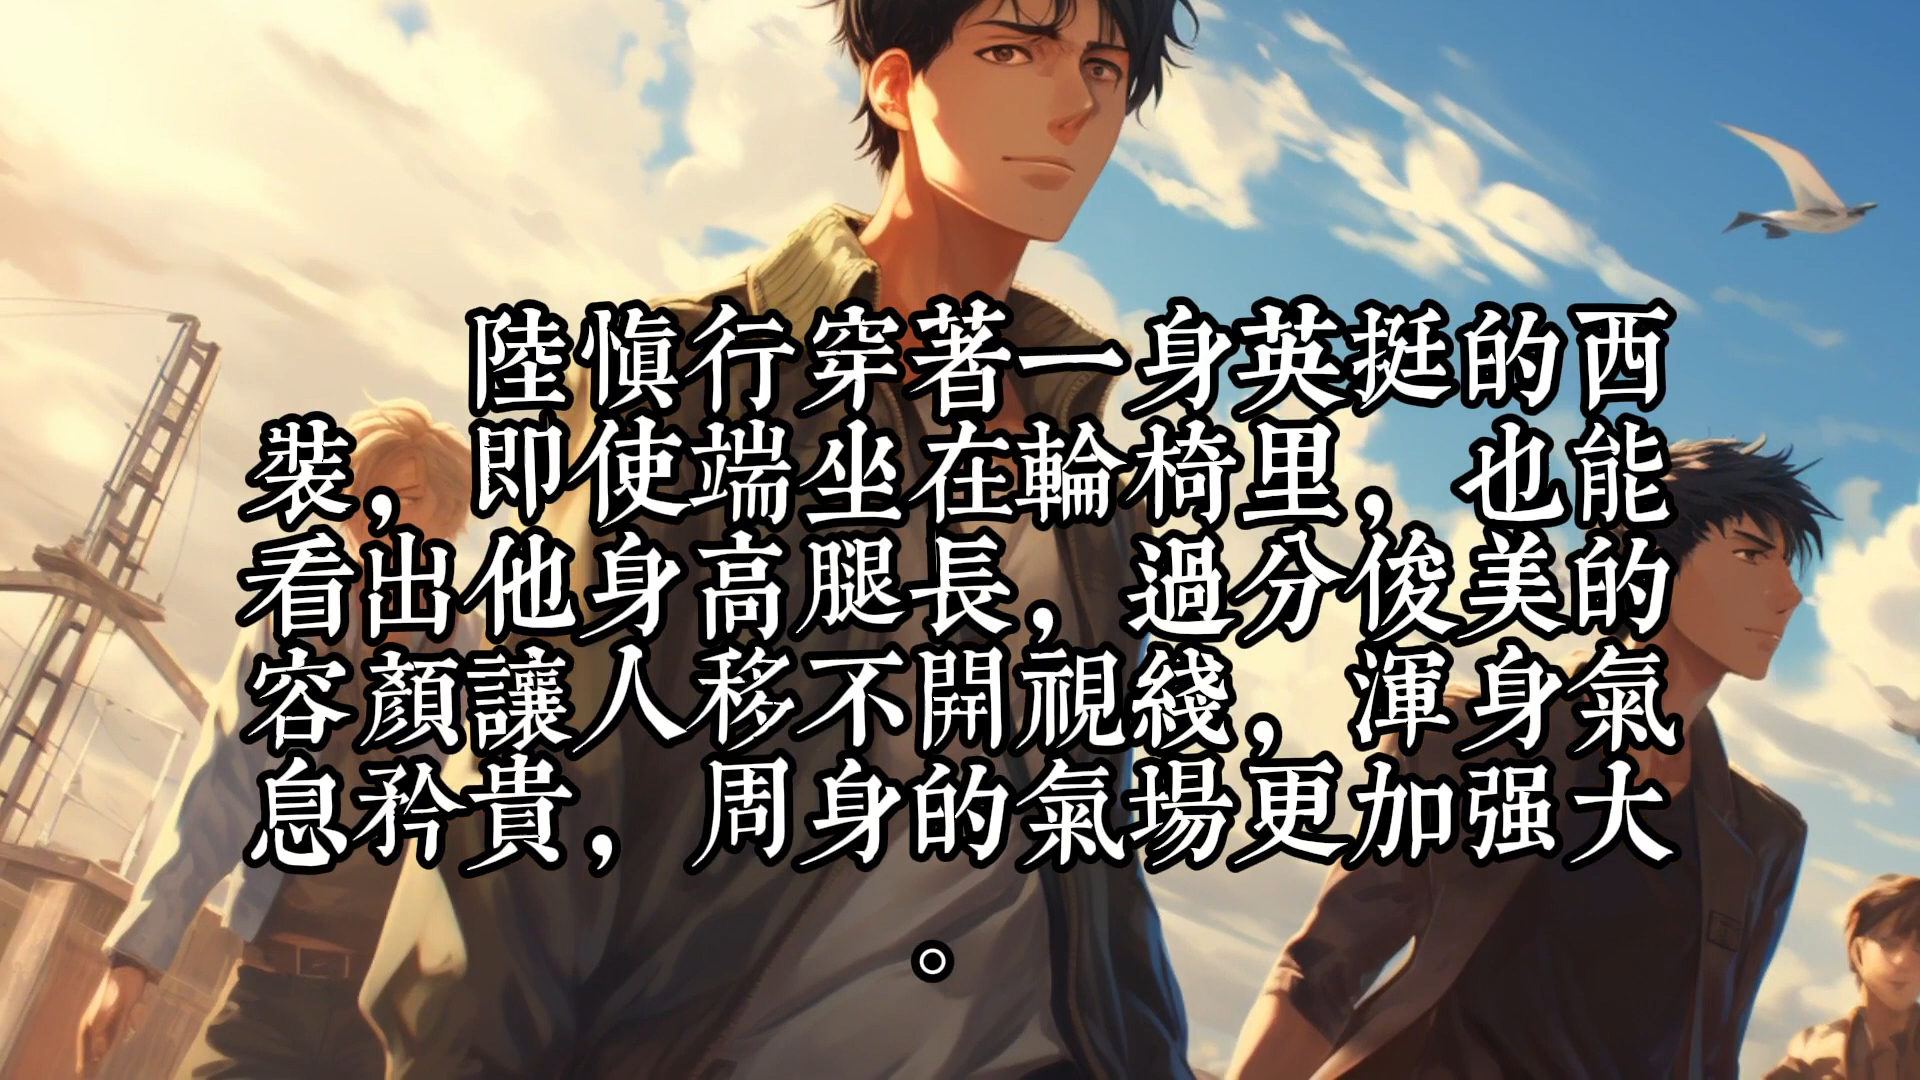 陸慎行穿著一身英挺的西
裝，即使端坐在輪椅里，也能
看出他身高腿長，過分俊美的
容顏讓人移不開視綫，渾身氣
息矜貴，周身的氣場更加强大
。